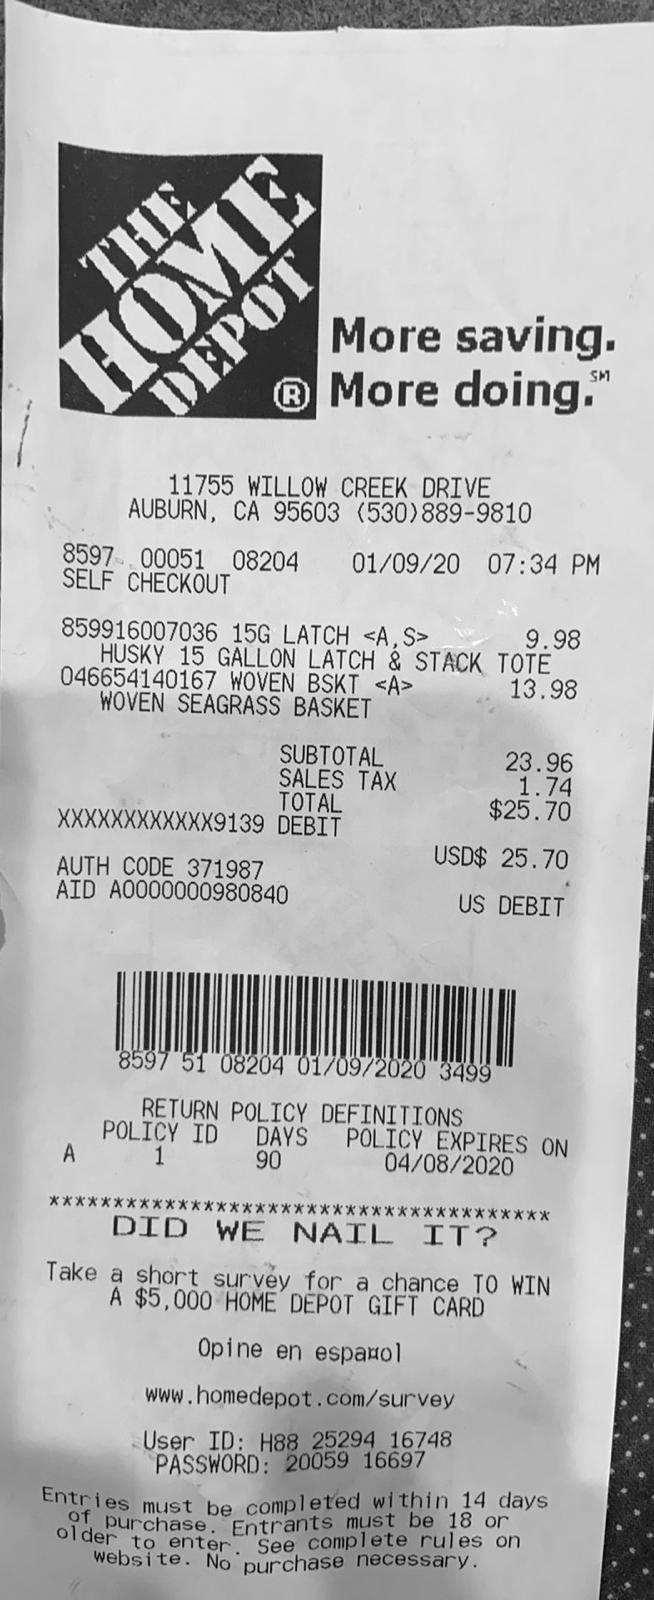 THE
HOME
DEPOT
®
More saving.
More doing.℠
11755 WILLOW CREEK DRIVE
AUBURN, CA 95603 (530)889-9810
8597 00051 08204 01/09/20 07:34 PM
SELF CHECKOUT
859916007036 15G LATCH <A,S> 9.98
HUSKY 15 GALLON LATCH & STACK TOTE
046654140167 WOVEN BSKT <A> 13.98
WOVEN SEAGRASS BASKET
SUBTOTAL 23.96
SALES TAX 1.74
TOTAL $25.70
XXXXXXXXXXXX9139 DEBIT
USD$ 25.70
AUTH CODE 371987
AID A0000000980840 US DEBIT
8597 51 08204 01/09/2020 3499
RETURN POLICY DEFINITIONS
POLICY ID DAYS POLICY EXPIRES ON
A 1 90 04/08/2020
***************************************
DID WE NAIL IT?
Take a short survey for a chance TO WIN
A $5,000 HOME DEPOT GIFT CARD
Opine en espa¤ol
www.homedepot.com/survey
User ID: H88 25294 16748
PASSWORD: 20059 16697
Entries must be completed within 14 days
of purchase. Entrants must be 18 or
older to enter. See complete rules on
website. No purchase necessary.